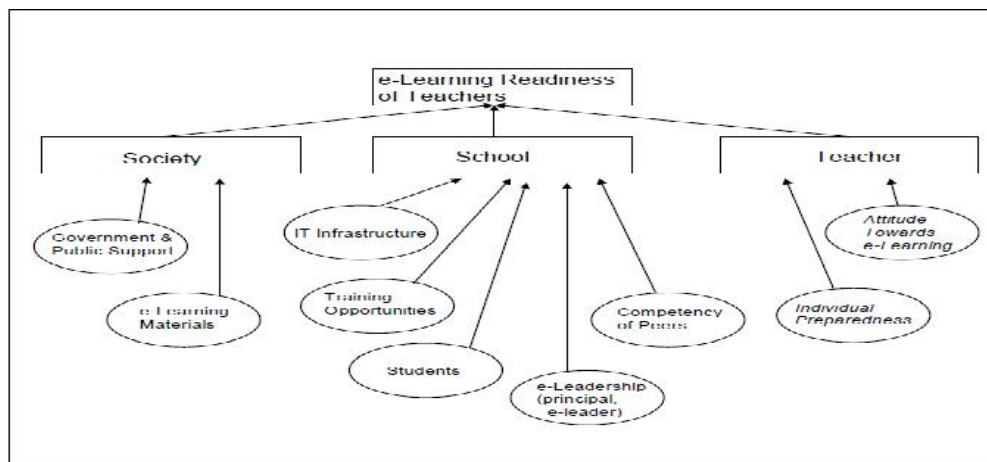 e-Learning Readiness
of Teachers
Society
School
Teacher
Government &
Public Support
IT Infrastructure
Attitude
Towards
e-Learning
e Learning
Materials
Training
Opportunities
Competency
of Peers
Individual
Preparedness
Students
e-Leadership
(principal,
e-leader)